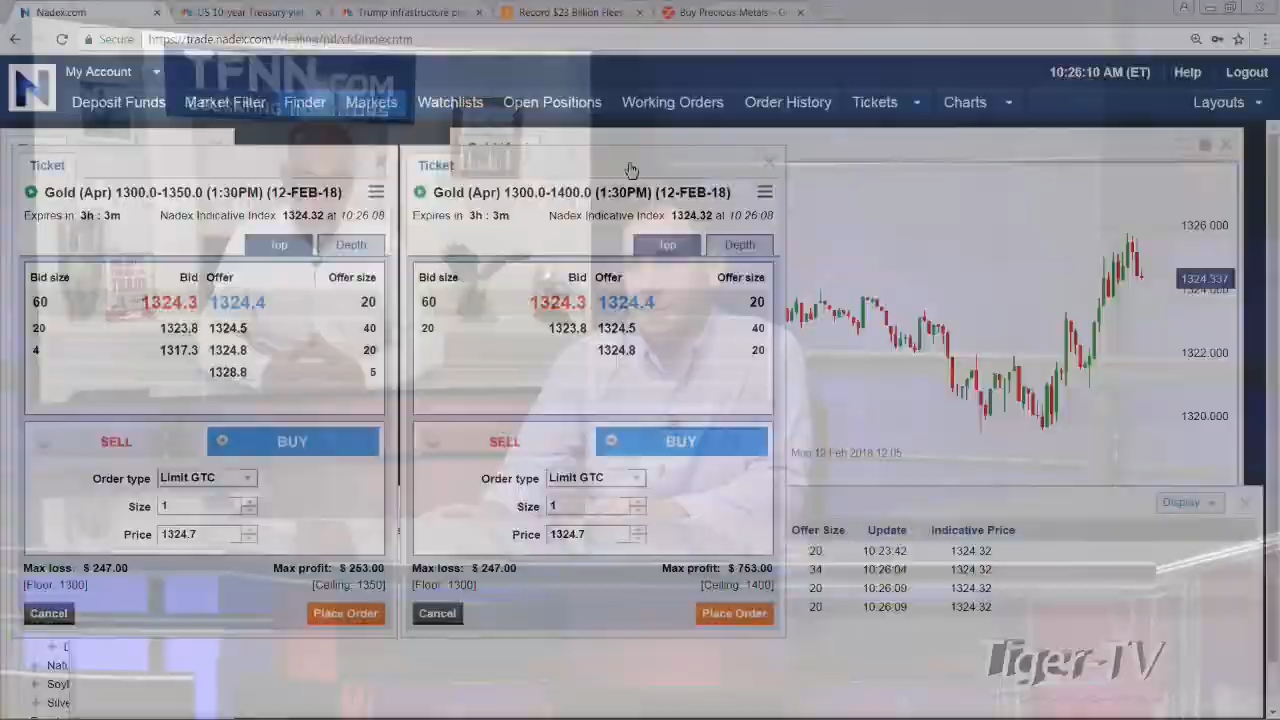 Nadex.com
US 10-year Treasury yiel
Trump infrastructure pr
Record $23 Billion Flees
Buy Precious Metals - G
Secure
https://trade.nadex.com/
TFNN.COM
My Account
10:26:10 AM (ET)
Help
Logout
Deposit Funds
Market Filter
Finder
Markets
Watchlists
Open Positions
Working Orders
Order History
Tickets
Charts
Layouts
Ticket
Gold (Apr) 1300.0-1350.0 (1:30PM) (12-FEB-18)
Expires in 3h : 3m
Nadex Indicative Index 1324.32 at 10:26:08
Top
Depth
Bid size Bid Offer Offer size
60 1324.3 1324.4 20
20 1323.8 1324.5 40
4 1317.3 1324.8 20
1328.8 5
SELL
BUY
Order type Limit GTC
Size 1
Price 1324.7
Max loss: $ 247.00
Max profit: $ 253.00
[Floor: 1300]
[Ceiling: 1350]
Cancel
Place Order
Ticket
Gold (Apr) 1300.0-1400.0 (1:30PM) (12-FEB-18)
Expires in 3h : 3m
Nadex Indicative Index 1324.32 at 10:26:08
Top
Depth
Bid size Bid Offer Offer size
60 1324.3 1324.4 20
20 1323.8 1324.5 40
1324.8 20
SELL
BUY
Order type Limit GTC
Size 1
Price 1324.7
Max loss: $ 247.00
Max profit: $ 753.00
[Floor: 1300]
[Ceiling: 1400]
Cancel
Place Order
1326.000
1324.337
1324.000
1322.000
1320.000
Mon 12 Feb 2018 12:05
Display
Offer Size Update Indicative Price
20 10:23:42 1324.32
34 10:26:04 1324.32
20 10:26:09 1324.32
20 10:26:09 1324.32
Natu
Soyl
Silve
Tiger-TV